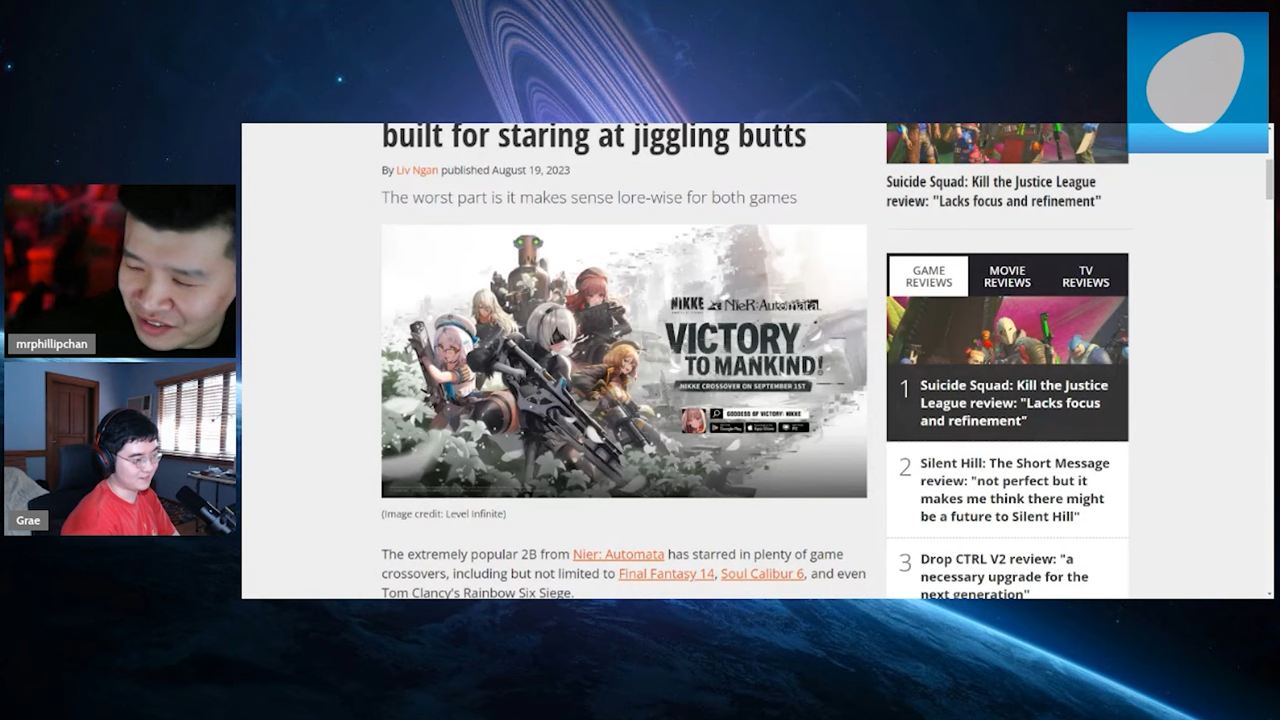 built for staring at jiggling butts
By Liv Ngan published August 19, 2023
The worst part is it makes sense lore-wise for both games
NIKKE NieR:Automata
VICTORY
TO MANKIND!
NIKKE CROSSOVER ON SEPTEMBER 1ST
GODDESS OF VICTORY: NIKKE
Google Play App Store PC
(Image credit: Level Infinite)
The extremely popular 2B from Nier: Automata has starred in plenty of game
crossovers, including but not limited to Final Fantasy 14, Soul Calibur 6, and even
Tom Clancy's Rainbow Six Siege.
Suicide Squad: Kill the Justice League
review: "Lacks focus and refinement"
GAME
REVIEWS
MOVIE
REVIEWS
TV
REVIEWS
1 Suicide Squad: Kill the Justice
League review: "Lacks focus
and refinement"
2 Silent Hill: The Short Message
review: "not perfect but it
makes me think there might
be a future to Silent Hill"
3 Drop CTRL V2 review: "a
necessary upgrade for the
next generation"
mrphillipchan
Grae